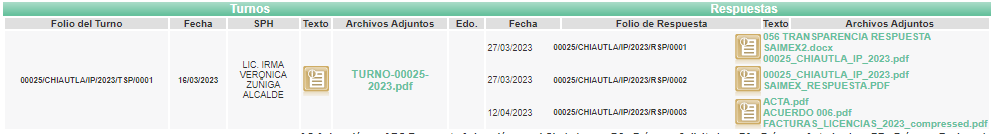 Turnos Respuestas
Folio del Turno Fecha SPH Texto Archivos Adjuntos Edo. Fecha Folio de Respuesta Texto Archivos Adjuntos
00025/CHIAUTLA/IP/2023/TSP/0001 16/03/2023
LIC. IRMA
VERONICA
ZUÑIGA
ALCALDE
TURNO-00025-
2023.pdf
27/03/2023 00025/CHIAUTLA/IP/2023/RSP/0001
056 TRANSPARENCIA RESPUESTA
SAIMEX2.docx
00025_CHIAUTLA_IP_2023.pdf
27/03/2023 00025/CHIAUTLA/IP/2023/RSP/0002
00025_CHIAUTLA_IP_2023.pdf
SAIMEX_RESPUESTA.PDF
12/04/2023 00025/CHIAUTLA/IP/2023/RSP/0003
ACTA.pdf
ACUERDO 006.pdf
FACTURAS_LICENCIAS_2023_compressed.pdf